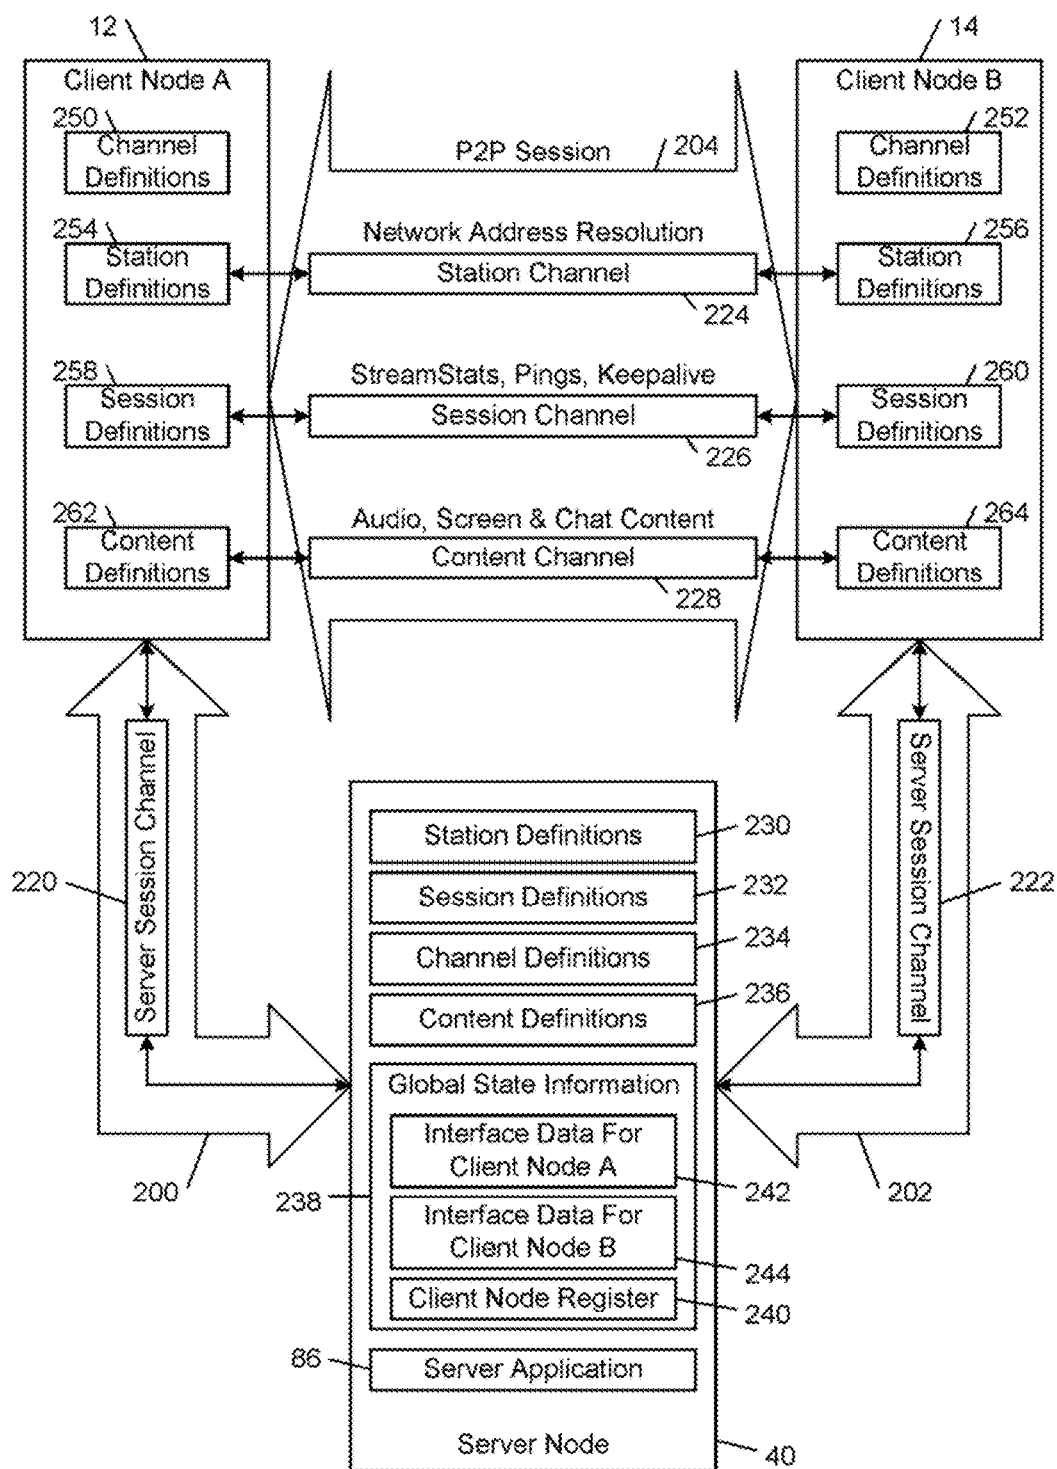 12
14
Client Node A
Client Node B
250
Channel
Definitions
P2P Session
204
252
Channel
Definitions
254
Station
Definitions
Network Address Resolution
Station Channel
224
256
Station
Definitions
258
Session
Definitions
StreamStats, Pings, Keepalive
Session Channel
226
260
Session
Definitions
262
Content
Definitions
Audio, Screen & Chat Content
Content Channel
228
264
Content
Definitions
220
Server Session Channel
Server Session Channel
222
Station Definitions
230
Session Definitions
232
Channel Definitions
234
Content Definitions
236
Global State Information
Interface Data For
Client Node A
242
200
238
202
Interface Data For
Client Node B
244
Client Node Register
240
86
Server Application
Server Node
40